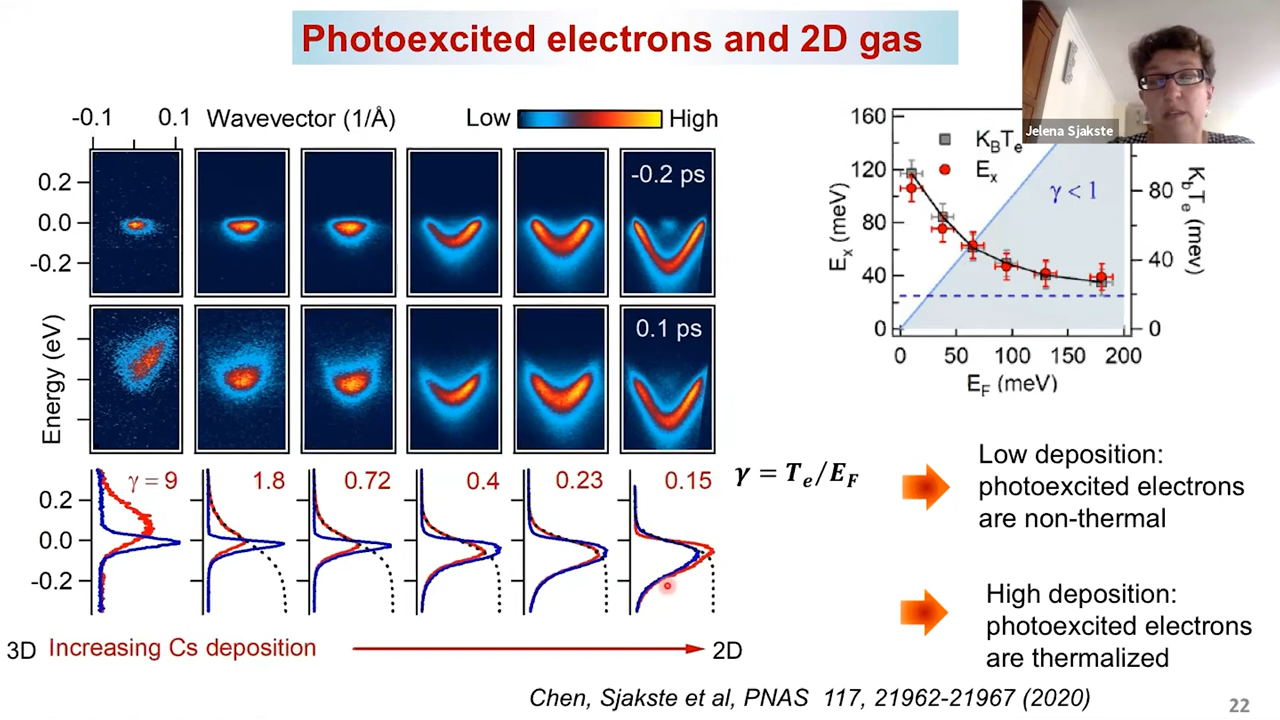 Photoexcited electrons and 2D gas
Jelena Sjakste
-0.1 0.1 Wavevector (1/Å) Low High
0.2
0.0
-0.2
-0.2 ps
0.1 ps
Energy (eV)
γ = 9 1.8 0.72 0.4 0.23 0.15
0.2
0.0
-0.2
3D Increasing Cs deposition 2D
γ = Tₑ/E_F
160
120
80
40
0
Eₓ (meV)
K_BTₑ
Eₓ
γ < 1
80
40
0
K_bTₑ (mev)
0 50 100 150 200
E_F (meV)
Low deposition:
photoexcited electrons
are non-thermal
High deposition:
photoexcited electrons
are thermalized
Chen, Sjakste et al, PNAS 117, 21962-21967 (2020)
22